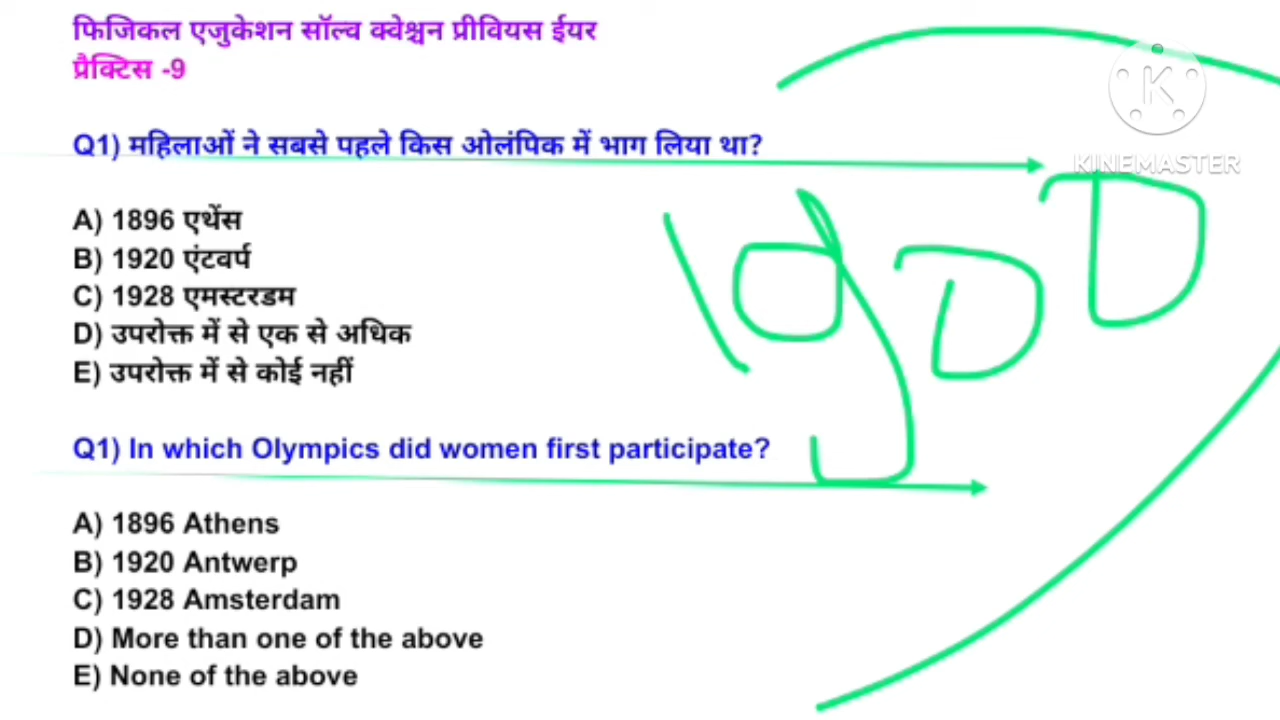 फिजिकल एजुकेशन सॉल्व क्वेश्चन प्रीवियस ईयर
प्रैक्टिस -9
Q1) महिलाओं ने सबसे पहले किस ओलंपिक में भाग लिया था?
A) 1896 एथेंस
B) 1920 एंटवर्प
C) 1928 एमस्टरडम
D) उपरोक्त में से एक से अधिक
E) उपरोक्त में से कोई नहीं
Q1) In which Olympics did women first participate?
A) 1896 Athens
B) 1920 Antwerp
C) 1928 Amsterdam
D) More than one of the above
E) None of the above
1900
K
KINEMASTER